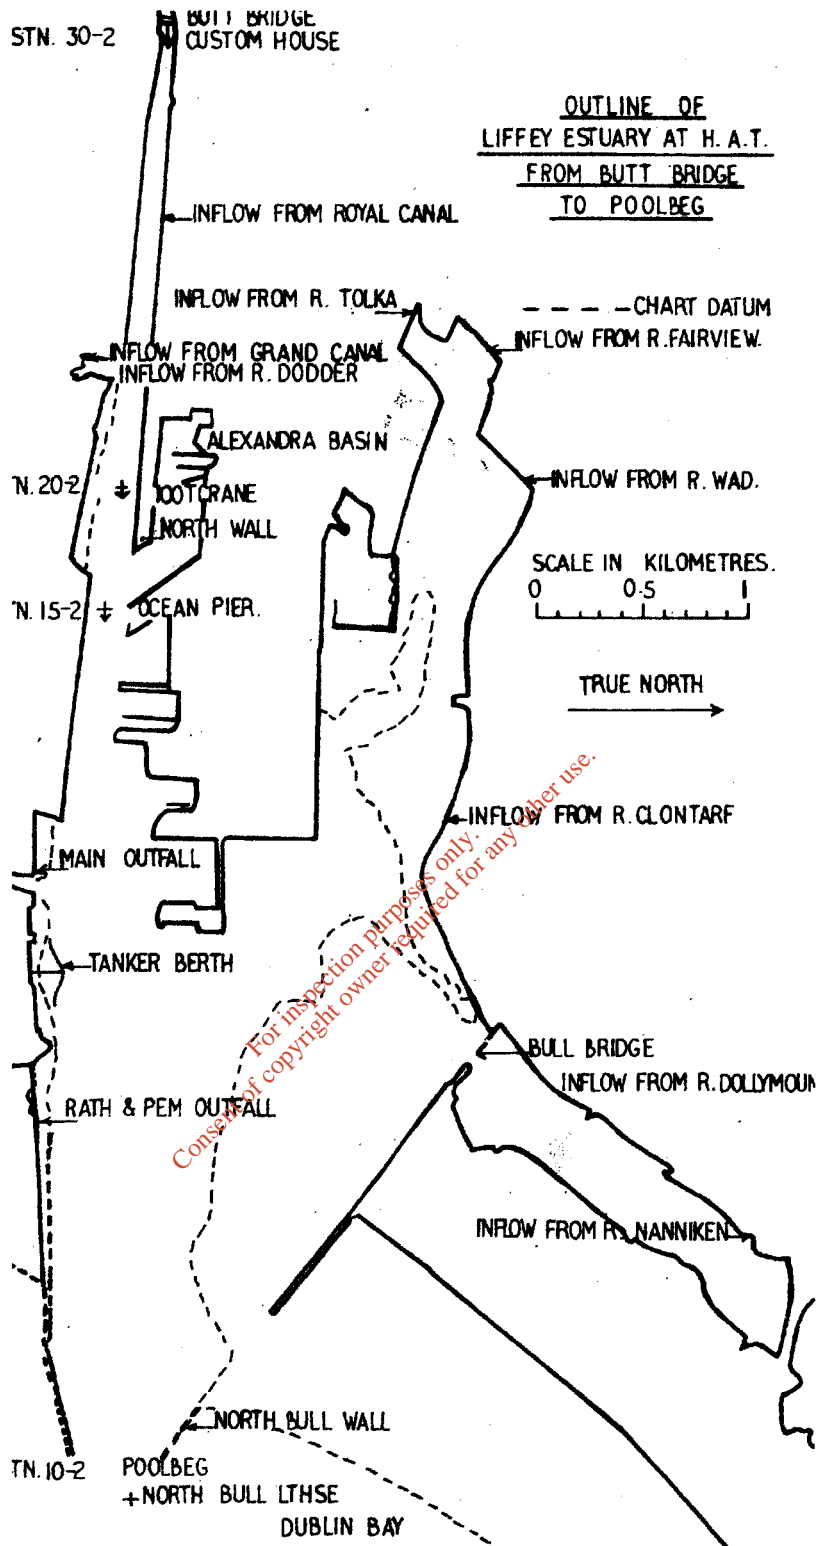 BUTT BRIDGE
STN. 30-2
CUSTOM HOUSE
OUTLINE OF
LIFFEY ESTUARY AT H.A.T.
FROM BUTT BRIDGE
TO POOLBEG
INFLOW FROM ROYAL CANAL
INFLOW FROM R. TOLKA
CHART DATUM
INFLOW FROM R. FAIRVIEW.
INFLOW FROM GRAND CANAL
INFLOW FROM R. DODDER
ALEXANDRA BASIN
N. 20-2
100T CRANE
INFLOW FROM R. WAD.
NORTH WALL
SCALE IN KILOMETRES.
0 0·5 1
N. 15-2
OCEAN PIER.
TRUE NORTH
INFLOW FROM R. CLONTARF
MAIN OUTFALL
TANKER BERTH
For inspection purposes only.
Consent of copyright owner required for any other use.
BULL BRIDGE
INFLOW FROM R. DOLLYMOUN
RATH & PEM OUTFALL
INFLOW FROM R. NANNIKEN
NORTH BULL WALL
TN. 10-2
POOLBEG
+NORTH BULL LTHSE
DUBLIN BAY